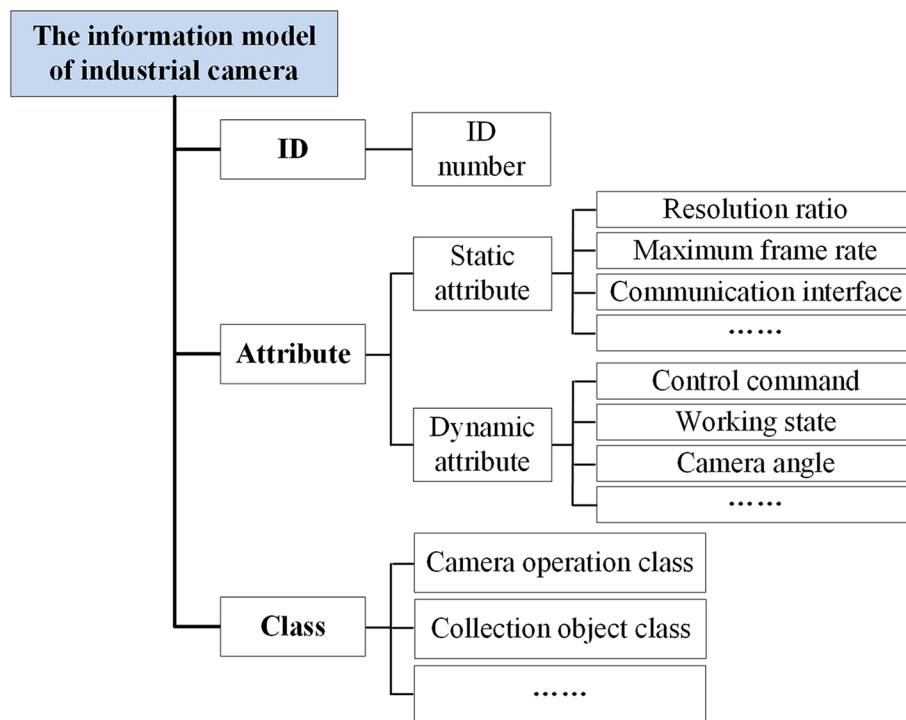 The information model
of industrial camera
ID
ID
number
Static
attribute
Resolution ratio
Maximum frame rate
Communication interface
……
Attribute
Dynamic
attribute
Control command
Working state
Camera angle
……
Class
Camera operation class
Collection object class
……